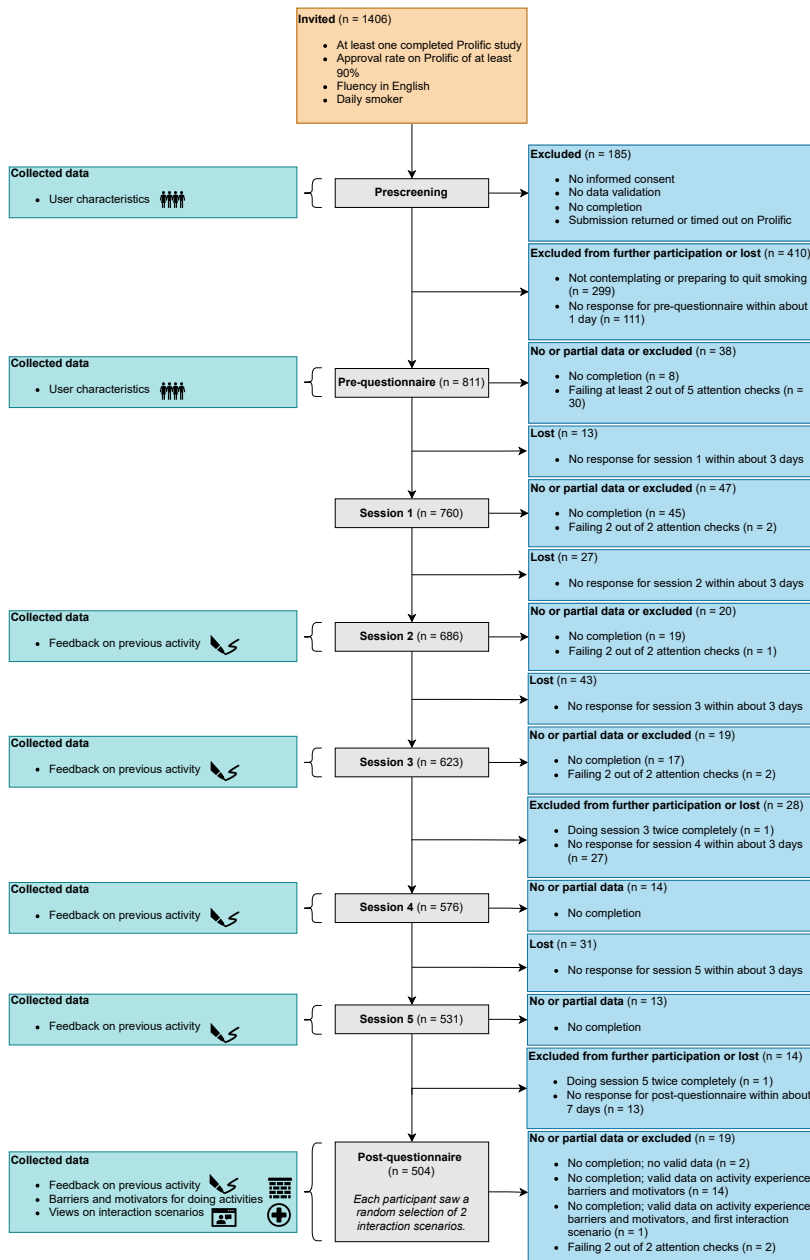 Invited (n = 1406)
• At least one completed Prolific study
• Approval rate on Prolific of at least
90%
• Fluency in English
• Daily smoker
Collected data
• User characteristics
Prescreening
Excluded (n = 185)
• No informed consent
• No data validation
• No completion
• Submission returned or timed out on Prolific
Excluded from further participation or lost (n = 410)
• Not contemplating or preparing to quit smoking
(n = 299)
• No response for pre-questionnaire within about
1 day (n = 111)
Collected data
• User characteristics
Pre-questionnaire (n = 811)
No or partial data or excluded (n = 38)
• No completion (n = 8)
• Failing at least 2 out of 5 attention checks (n =
30)
Lost (n = 13)
• No response for session 1 within about 3 days
Session 1 (n = 760)
No or partial data or excluded (n = 47)
• No completion (n = 45)
• Failing 2 out of 2 attention checks (n = 2)
Lost (n = 27)
• No response for session 2 within about 3 days
Collected data
• Feedback on previous activity
Session 2 (n = 686)
No or partial data or excluded (n = 20)
• No completion (n = 19)
• Failing 2 out of 2 attention checks (n = 1)
Lost (n = 43)
• No response for session 3 within about 3 days
Collected data
• Feedback on previous activity
Session 3 (n = 623)
No or partial data or excluded (n = 19)
• No completion (n = 17)
• Failing 2 out of 2 attention checks (n = 2)
Excluded from further participation or lost (n = 28)
• Doing session 3 twice completely (n = 1)
• No response for session 4 within about 3 days
(n = 27)
Collected data
• Feedback on previous activity
Session 4 (n = 576)
No or partial data (n = 14)
• No completion
Lost (n = 31)
• No response for session 5 within about 3 days
Collected data
• Feedback on previous activity
Session 5 (n = 531)
No or partial data (n = 13)
• No completion
Excluded from further participation or lost (n = 14)
• Doing session 5 twice completely (n = 1)
• No response for post-questionnaire within about
7 days (n = 13)
Collected data
• Feedback on previous activity
• Barriers and motivators for doing activities
• Views on interaction scenarios
Post-questionnaire
(n = 504)
Each participant saw a
random selection of 2
interaction scenarios.
No or partial data or excluded (n = 19)
• No completion; no valid data (n = 2)
• No completion; valid data on activity experience
barriers and motivators (n = 14)
• No completion; valid data on activity experience
barriers and motivators, and first interaction
scenario (n = 1)
• Failing 2 out of 2 attention checks (n = 2)